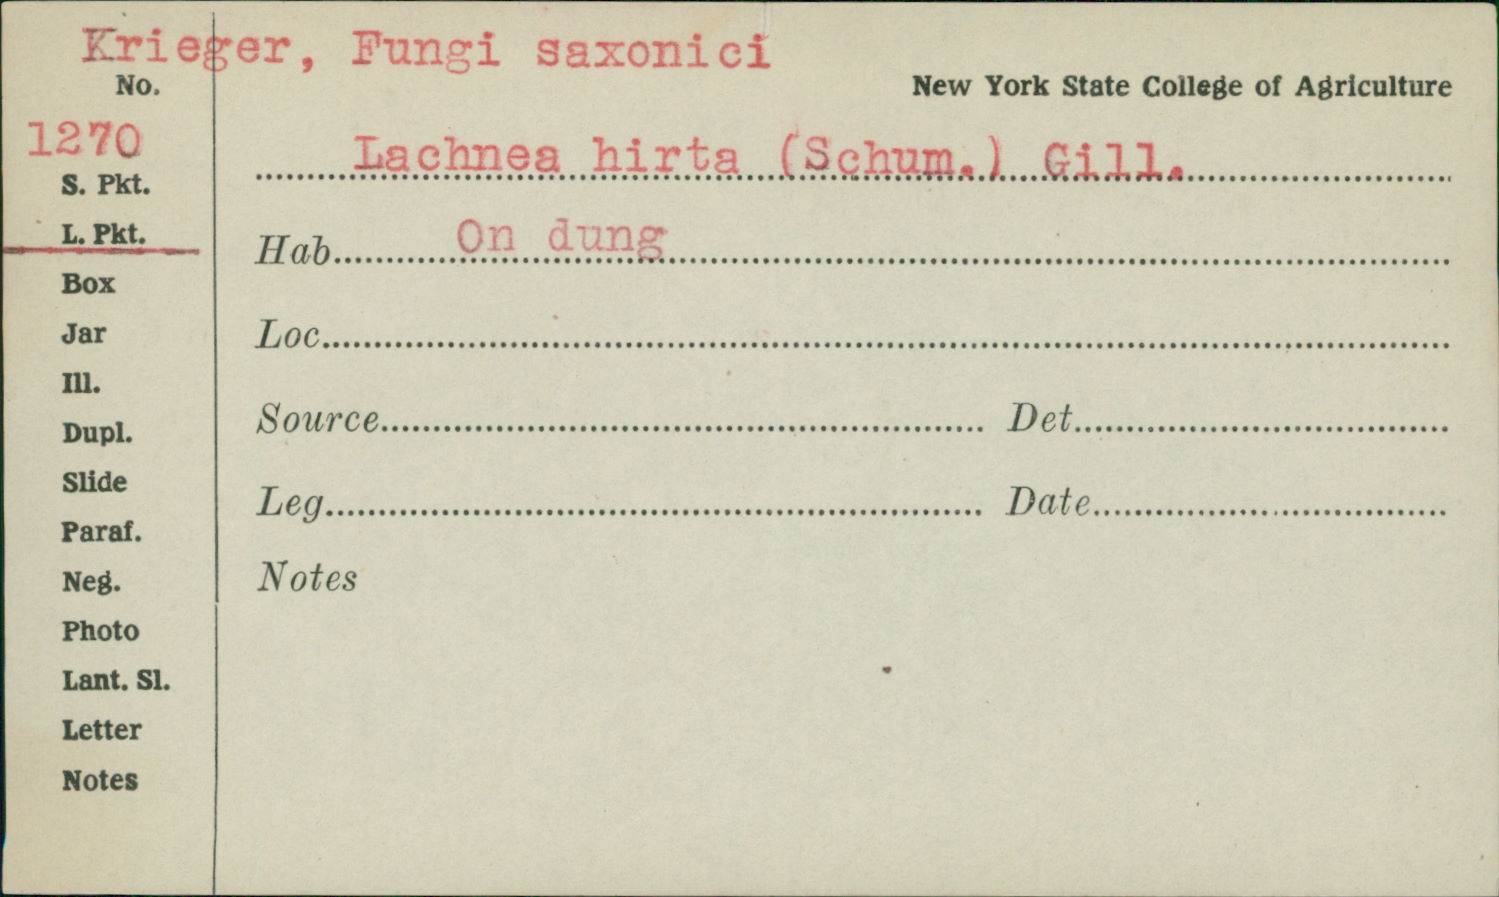 Krieger, Fungi saxonici
No.
New York State College of Agriculture
1270
Lachnea hirta (Schum.) Gill.
S. Pkt.
L. Pkt.
Hab. On dung
Box
Jar
Loc.
Ill.
Dupl.
Source Det.
Slide
Leg. Date
Paraf.
Neg.
Notes
Photo
Lant. Sl.
Letter
Notes